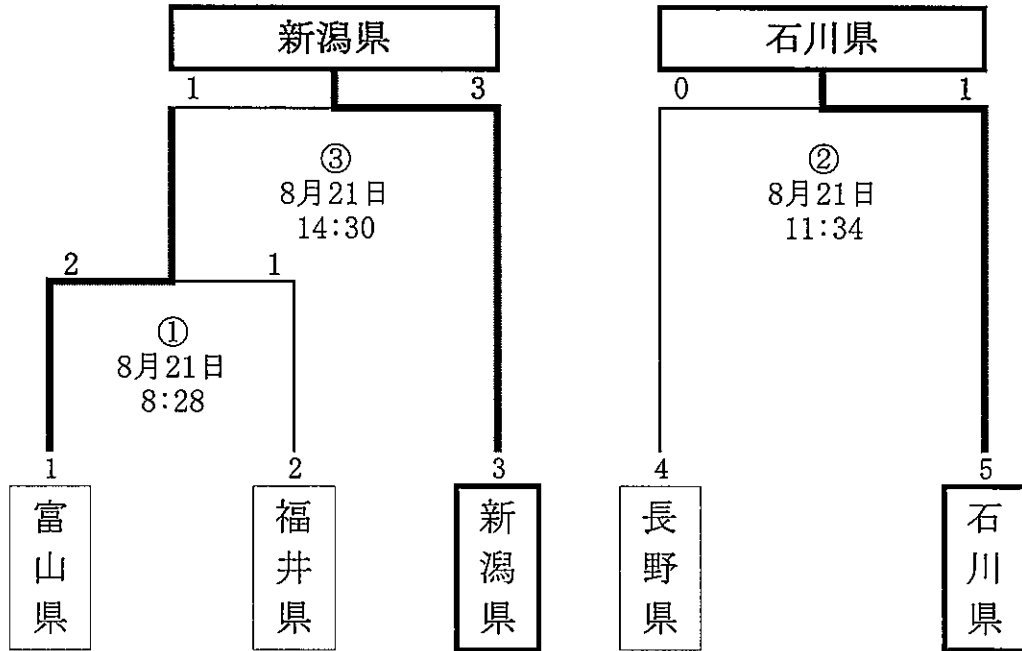 新潟県
石川県
1 3
0 1
③
8月21日
14:30
②
8月21日
11:34
2 1
①
8月21日
8:28
1 2 3 4 5
富山県
福井県
新潟県
長野県
石川県